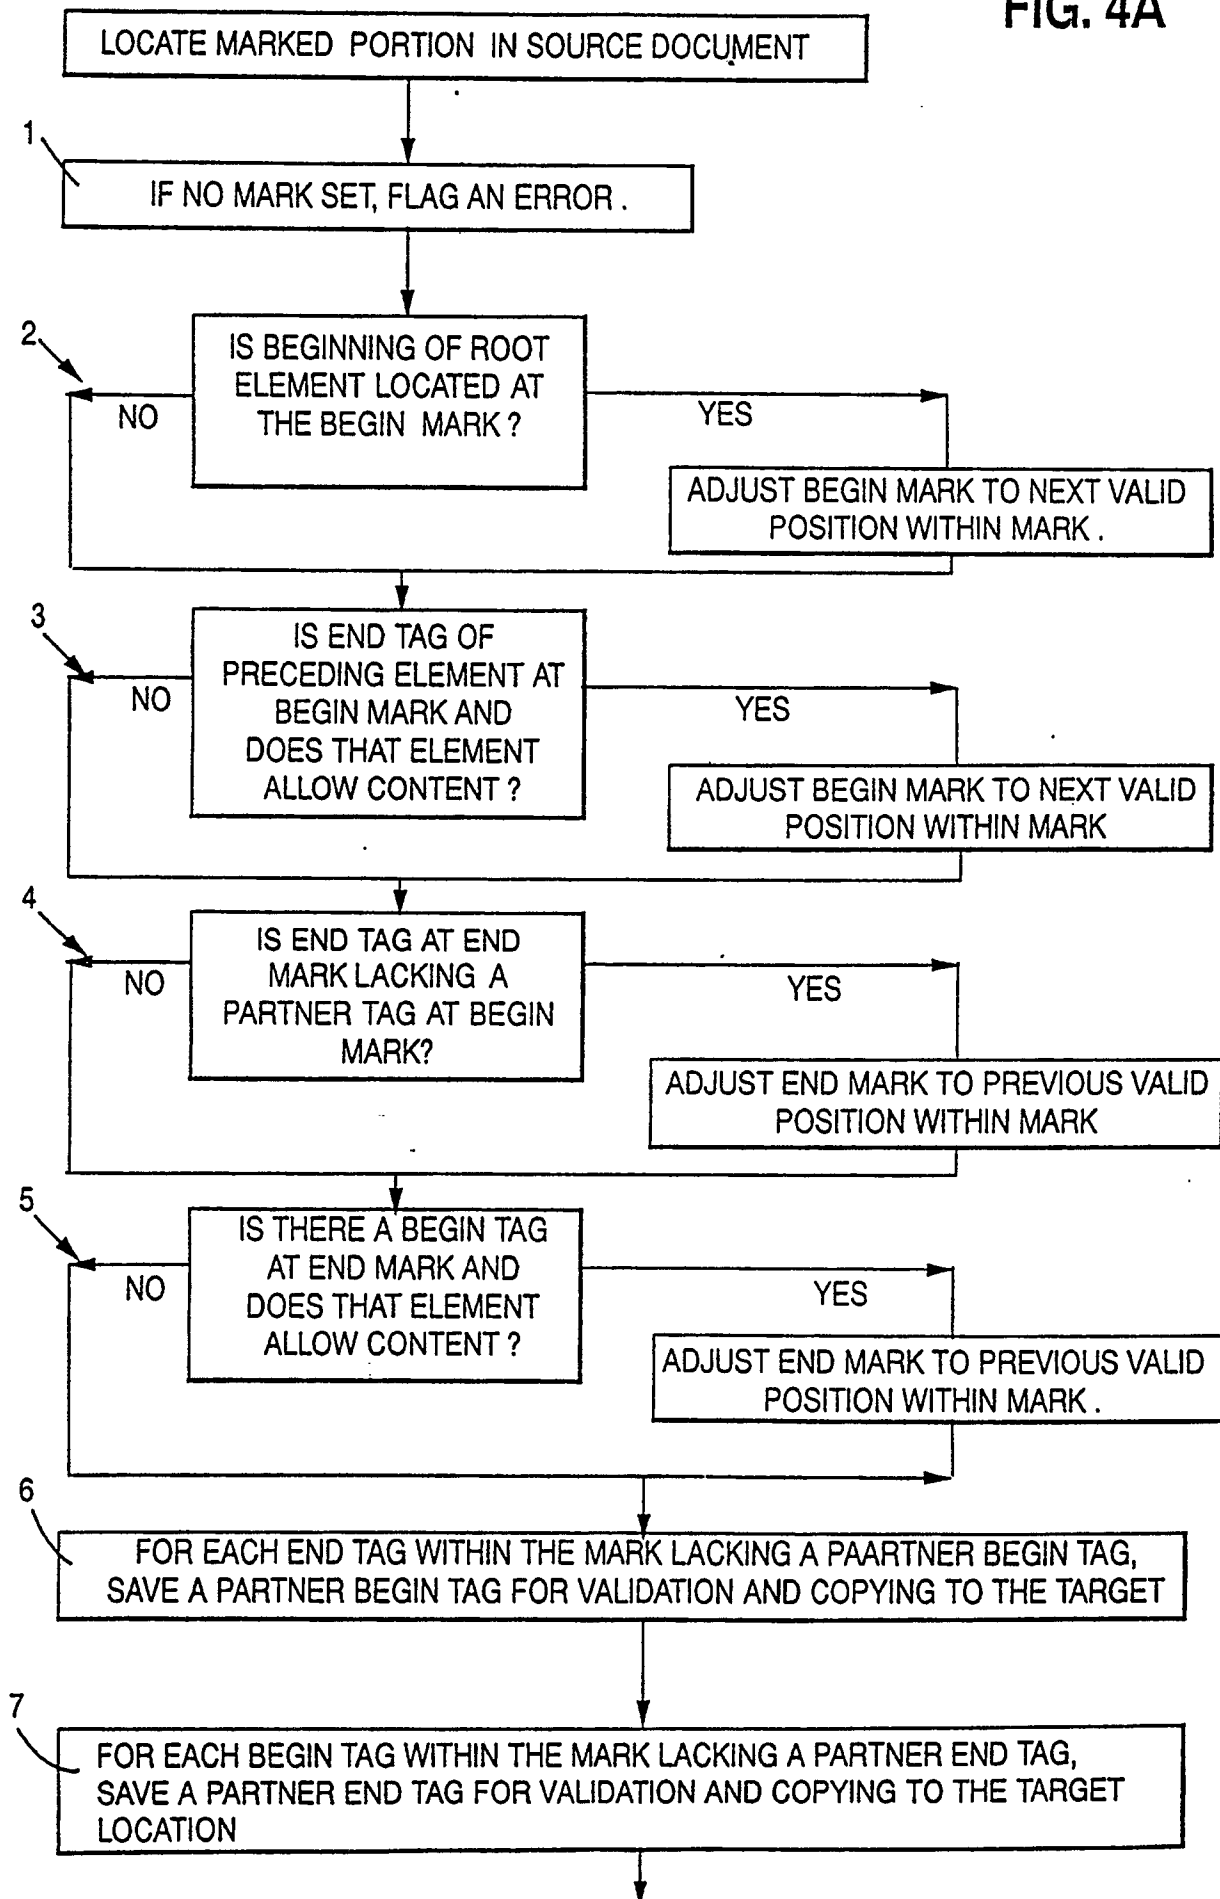 FIG. 4A
LOCATE MARKED PORTION IN SOURCE DOCUMENT
1
IF NO MARK SET, FLAG AN ERROR .
2
IS BEGINNING OF ROOT
ELEMENT LOCATED AT
THE BEGIN MARK ?
NO
YES
ADJUST BEGIN MARK TO NEXT VALID
POSITION WITHIN MARK .
3
IS END TAG OF
PRECEDING ELEMENT AT
BEGIN MARK AND
DOES THAT ELEMENT
ALLOW CONTENT ?
NO
YES
ADJUST BEGIN MARK TO NEXT VALID
POSITION WITHIN MARK
4
IS END TAG AT END
MARK LACKING A
PARTNER TAG AT BEGIN
MARK?
NO
YES
ADJUST END MARK TO PREVIOUS VALID
POSITION WITHIN MARK
5
IS THERE A BEGIN TAG
AT END MARK AND
DOES THAT ELEMENT
ALLOW CONTENT ?
NO
YES
ADJUST END MARK TO PREVIOUS VALID
POSITION WITHIN MARK .
6
FOR EACH END TAG WITHIN THE MARK LACKING A PAARTNER BEGIN TAG,
SAVE A PARTNER BEGIN TAG FOR VALIDATION AND COPYING TO THE TARGET
7
FOR EACH BEGIN TAG WITHIN THE MARK LACKING A PARTNER END TAG,
SAVE A PARTNER END TAG FOR VALIDATION AND COPYING TO THE TARGET
LOCATION